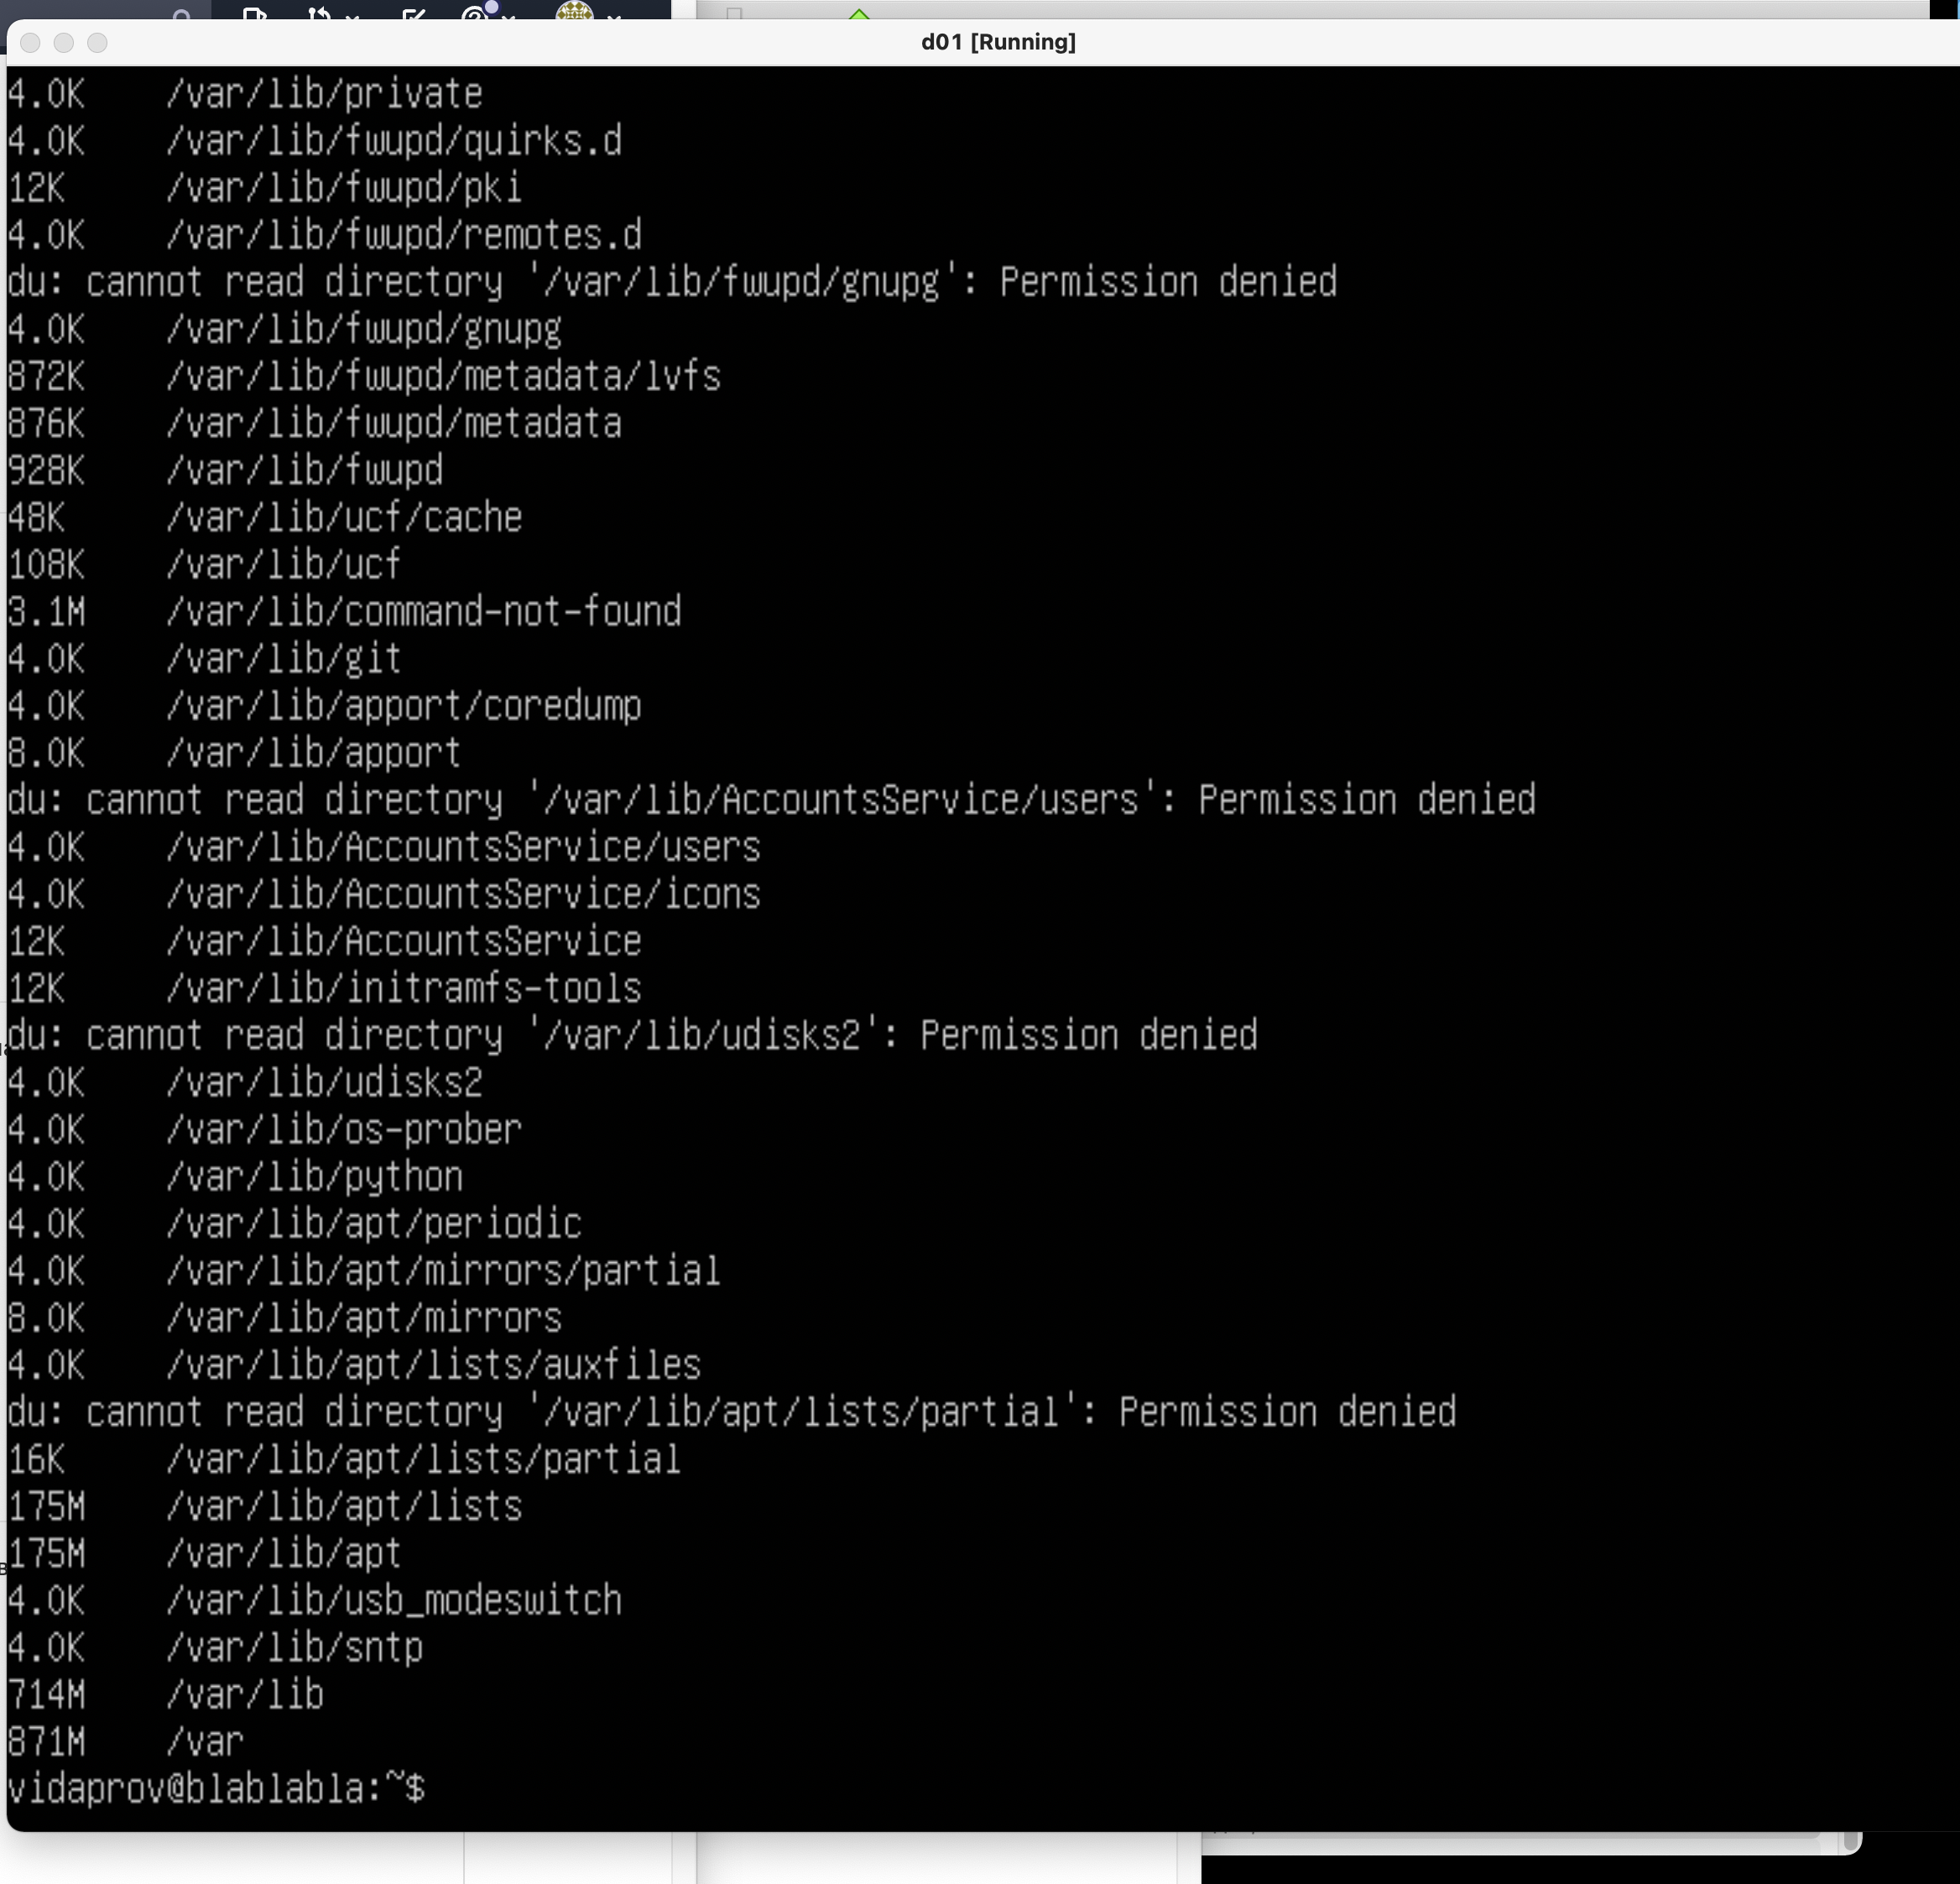 d01 [Running]
4.0K /var/lib/private
4.0K /var/lib/fwupd/quirks.d
12K /var/lib/fwupd/pki
4.0K /var/lib/fwupd/remotes.d
du: cannot read directory '/var/lib/fwupd/gnupg': Permission denied
4.0K /var/lib/fwupd/gnupg
872K /var/lib/fwupd/metadata/lvfs
876K /var/lib/fwupd/metadata
928K /var/lib/fwupd
48K /var/lib/ucf/cache
108K /var/lib/ucf
3.1M /var/lib/command-not-found
4.0K /var/lib/git
4.0K /var/lib/apport/coredump
8.0K /var/lib/apport
du: cannot read directory '/var/lib/AccountsService/users': Permission denied
4.0K /var/lib/AccountsService/users
4.0K /var/lib/AccountsService/icons
12K /var/lib/AccountsService
12K /var/lib/initramfs-tools
du: cannot read directory '/var/lib/udisks2': Permission denied
4.0K /var/lib/udisks2
4.0K /var/lib/os-prober
4.0K /var/lib/python
4.0K /var/lib/apt/periodic
4.0K /var/lib/apt/mirrors/partial
8.0K /var/lib/apt/mirrors
4.0K /var/lib/apt/lists/auxfiles
du: cannot read directory '/var/lib/apt/lists/partial': Permission denied
16K /var/lib/apt/lists/partial
175M /var/lib/apt/lists
175M /var/lib/apt
4.0K /var/lib/usb_modeswitch
4.0K /var/lib/sntp
714M /var/lib
871M /var
vidaprov@blablabla:~$